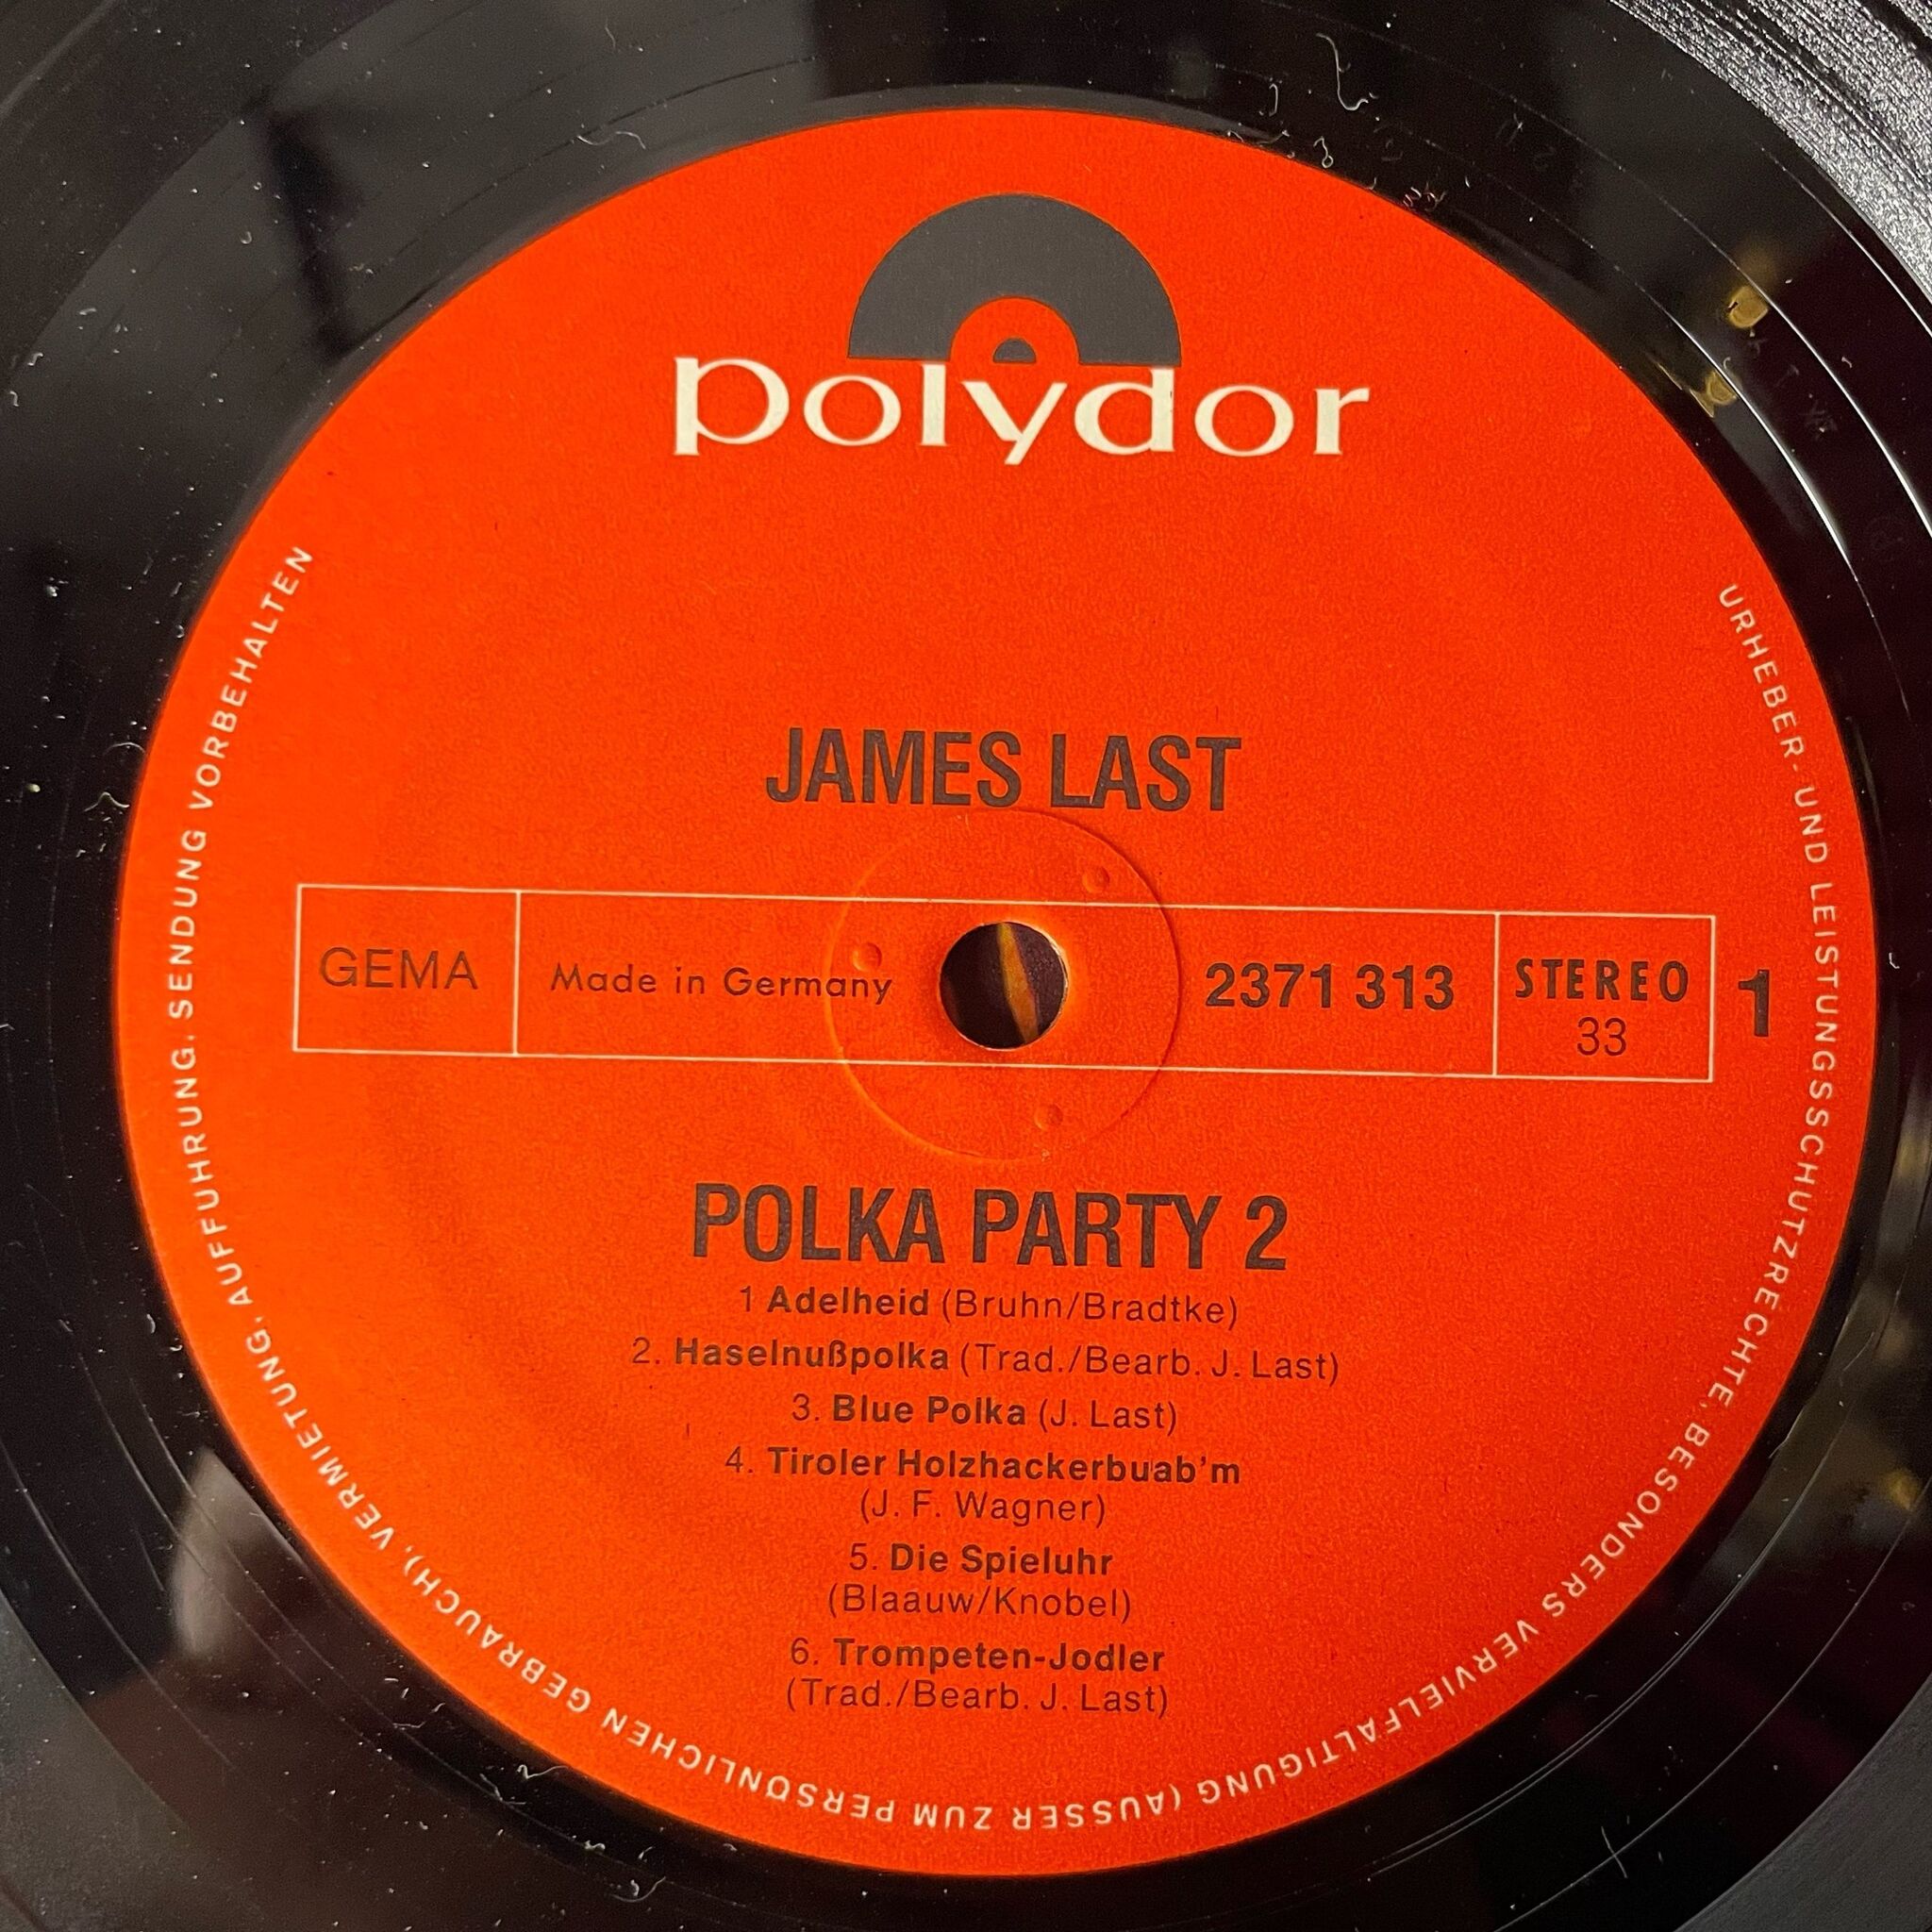 polydor
JAMES LAST
GEMA
Made in Germany
2371 313
STEREO
33
1
POLKA PARTY 2
1 Adelheid (Bruhn/Bradtke)
2. Haselnußpolka (Trad./Bearb. J. Last)
3. Blue Polka (J. Last)
4. Tiroler Holzhackerbuab'm
(J. F. Wagner)
5. Die Spieluhr
(Blaauw/Knobel)
6. Trompeten-Jodler
(Trad./Bearb. J. Last)
URHEBER- UND LEISTUNGSSCHUTZRECHTE, BESONDERS VERVIELFÄLTIGUNG (AUSSER ZUM PERSÖNLICHEN GEBRAUCH), VERMIETUNG, AUFFÜHRUNG, SENDUNG VORBEHALTEN